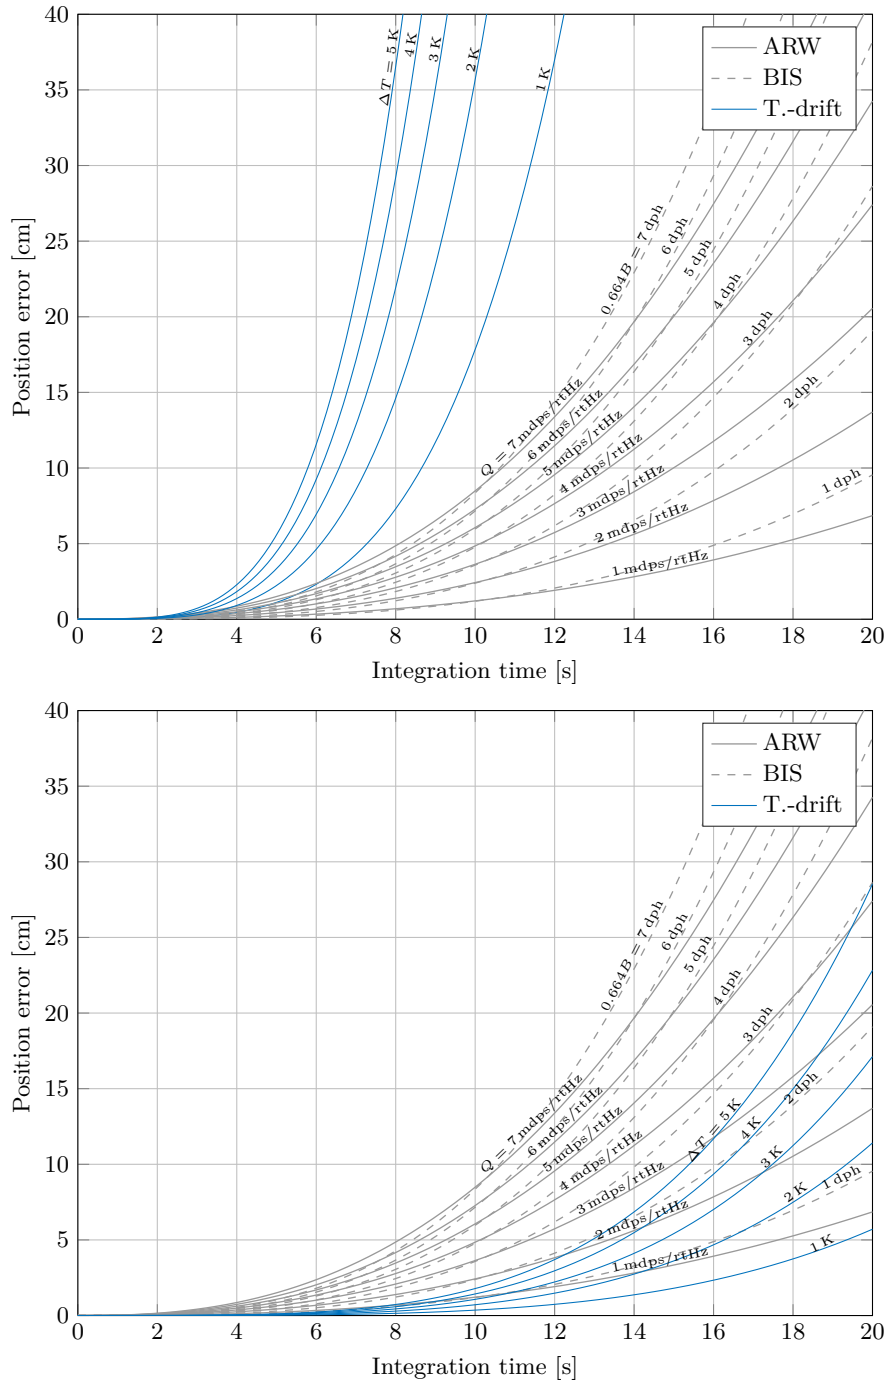 40
35
30
25
20
15
10
5
0
Position error [cm]
ΔT = 5 K
4 K
3 K
2 K
1 K
ARW
BIS
T.-drift
0.664B = 7 dph
6 dph
5 dph
4 dph
3 dph
2 dph
1 dph
Q = 7 mdps/rtHz
6 mdps/rtHz
5 mdps/rtHz
4 mdps/rtHz
3 mdps/rtHz
2 mdps/rtHz
1 mdps/rtHz
0 2 4 6 8 10 12 14 16 18 20
Integration time [s]
40
35
30
25
20
15
10
5
0
Position error [cm]
ARW
BIS
T.-drift
0.664B = 7 dph
6 dph
5 dph
4 dph
3 dph
2 dph
1 dph
Q = 7 mdps/rtHz
6 mdps/rtHz
5 mdps/rtHz
4 mdps/rtHz
3 mdps/rtHz
2 mdps/rtHz
1 mdps/rtHz
ΔT = 5 K
4 K
3 K
2 K
1 K
0 2 4 6 8 10 12 14 16 18 20
Integration time [s]